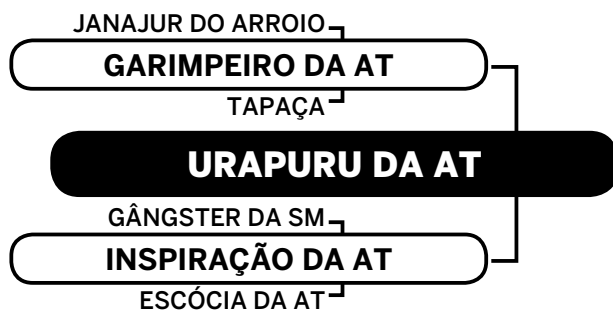 JANAJUR DO ARROIO
GARIMPEIRO DA AT
TAPAÇA
URAPURU DA AT
GÂNGSTER DA SM
INSPIRAÇÃO DA AT
ESCÓCIA DA AT